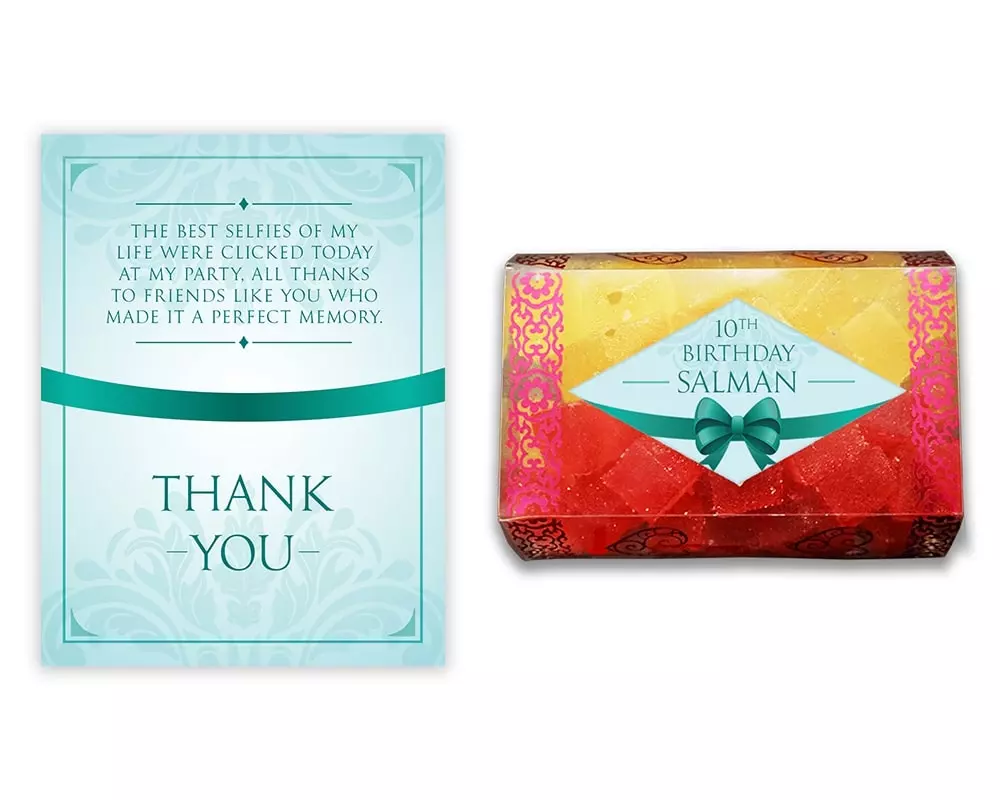 THE BEST SELFIES OF MY
LIFE WERE CLICKED TODAY
AT MY PARTY, ALL THANKS
TO FRIENDS LIKE YOU WHO
MADE IT A PERFECT MEMORY.
THANK
YOU
10TH
BIRTHDAY
SALMAN